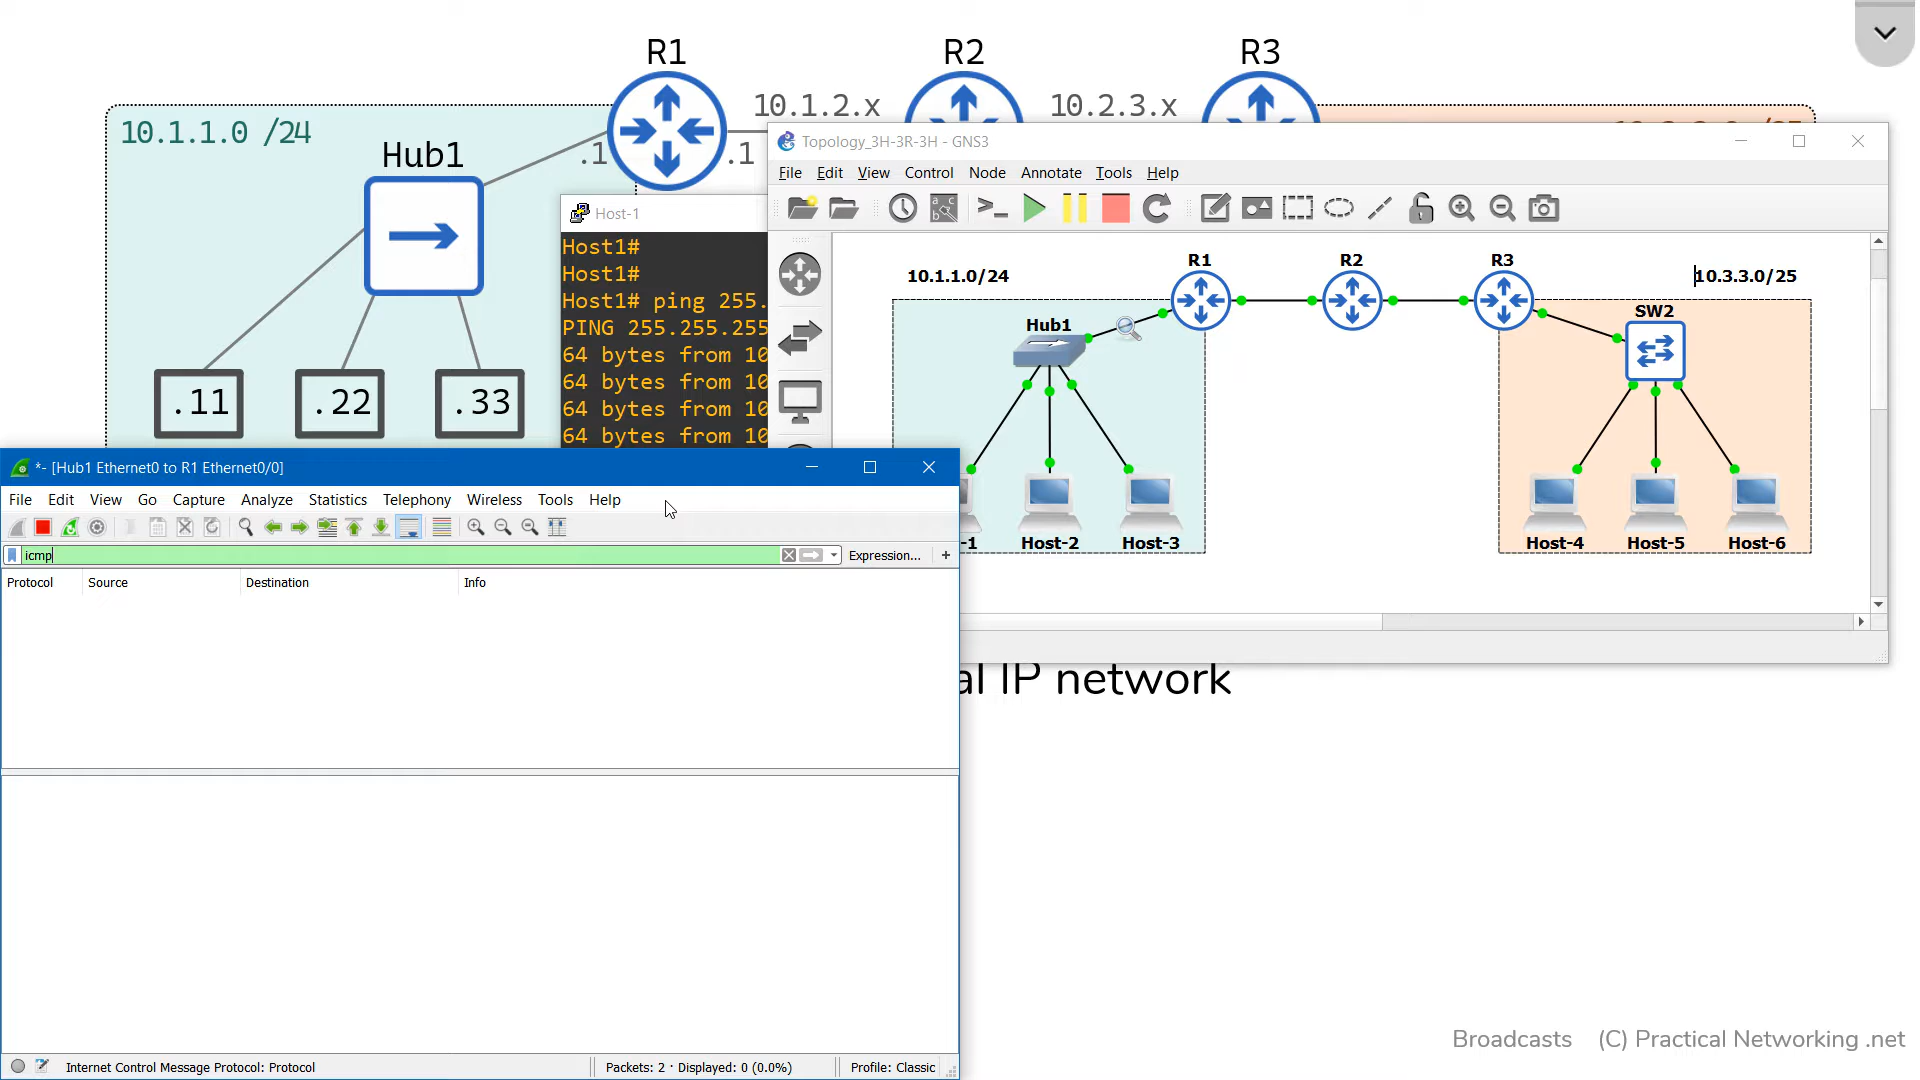 R1
R2
R3
10.1.2.x
10.2.3.x
10.1.1.0 /24
Hub1
.1
.1
.11
.22
.33
Topology_3H-3R-3H - GNS3
File Edit View Control Node Annotate Tools Help
Host-1
Host1#
Host1#
Host1# ping 255.
PING 255.255.255
64 bytes from 10
64 bytes from 10
64 bytes from 10
64 bytes from 10
R1
R2
R3
10.1.1.0/24
10.3.3.0/25
Hub1
SW2
-1
Host-2
Host-3
Host-4
Host-5
Host-6
*- [Hub1 Ethernet0 to R1 Ethernet0/0]
File Edit View Go Capture Analyze Statistics Telephony Wireless Tools Help
icmp
Expression... +
Protocol Source Destination Info
al IP network
Internet Control Message Protocol: Protocol
Packets: 2 · Displayed: 0 (0.0%)
Profile: Classic
Broadcasts (C) Practical Networking .net